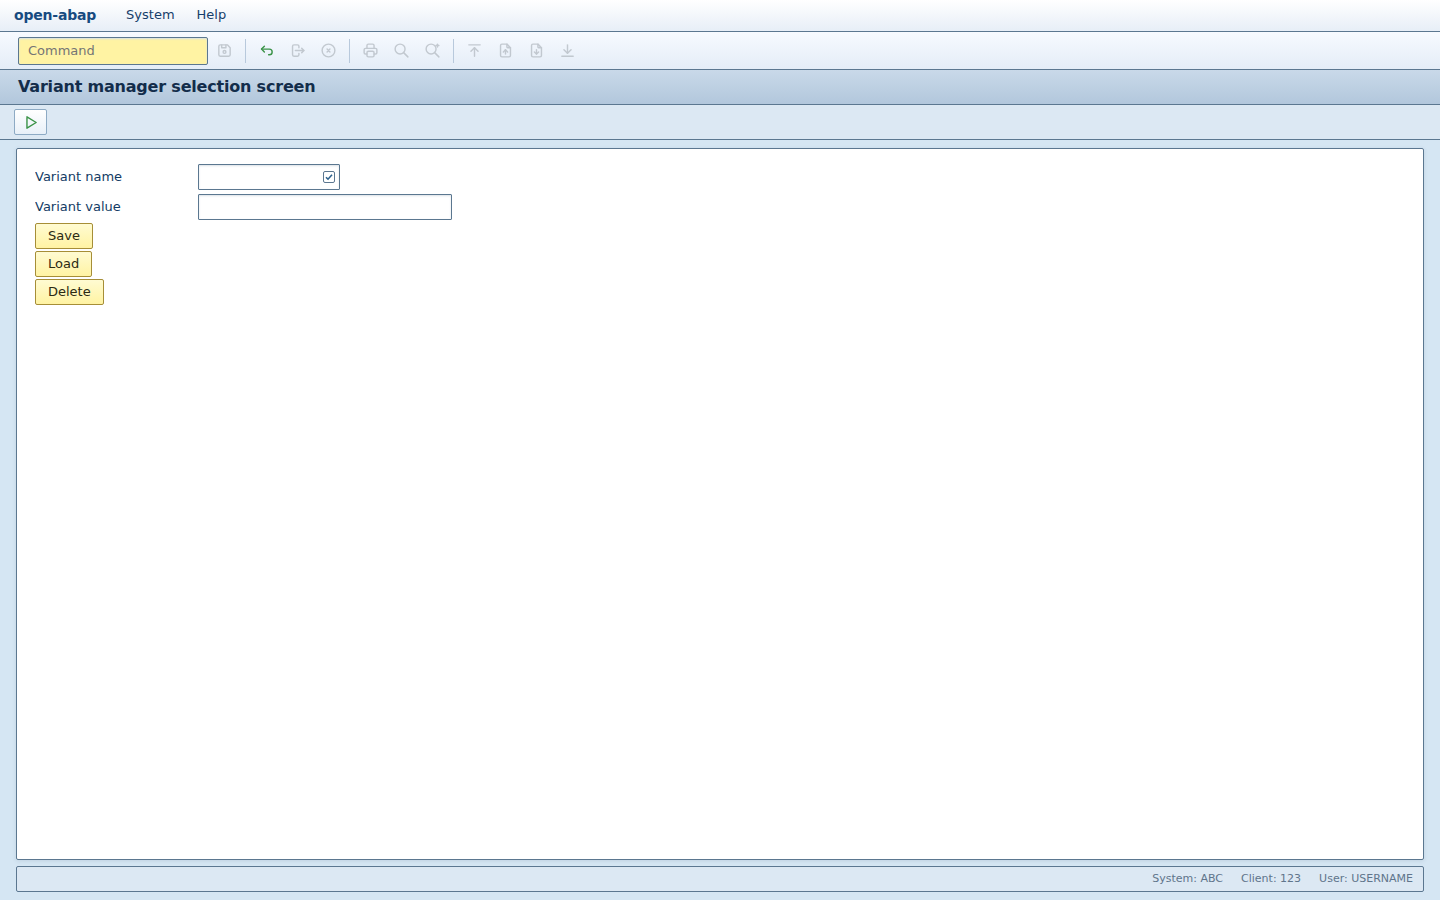 open-abap System Help
Command
Variant manager selection screen
Variant name
Variant value
Save
Load
Delete
System: ABC Client: 123 User: USERNAME